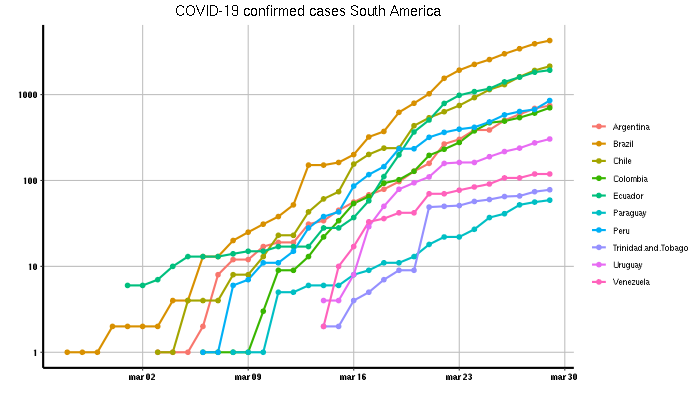 COVID-19 confirmed cases South America
1000
100
10
1
mar 02
mar 09
mar 16
mar 23
mar 30
Argentina
Brazil
Chile
Colombia
Ecuador
Paraguay
Peru
Trinidad.and.Tobago
Uruguay
Venezuela